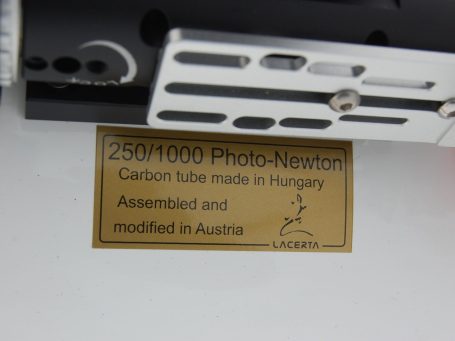 250/1000 Photo-Newton
Carbon tube made in Hungary
Assembled and
modified in Austria
LACERTA